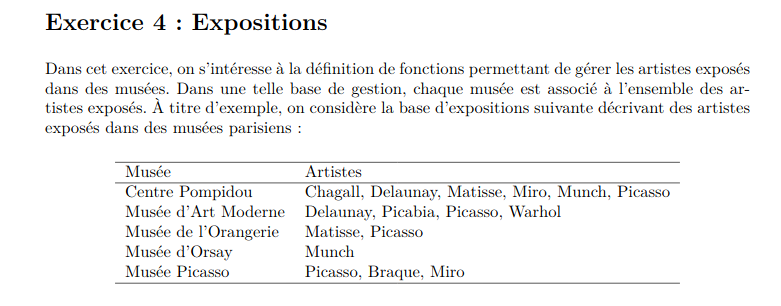 Exercice 4 : Expositions
Dans cet exercice, on s'intéresse à la définition de fonctions permettant de gérer les artistes exposés
dans des musées. Dans une telle base de gestion, chaque musée est associé à l'ensemble des ar-
tistes exposés. À titre d'exemple, on considère la base d'expositions suivante décrivant des artistes
exposés dans des musées parisiens :
Musée Artistes
Centre Pompidou Chagall, Delaunay, Matisse, Miro, Munch, Picasso
Musée d'Art Moderne Delaunay, Picabia, Picasso, Warhol
Musée de l'Orangerie Matisse, Picasso
Musée d'Orsay Munch
Musée Picasso Picasso, Braque, Miro